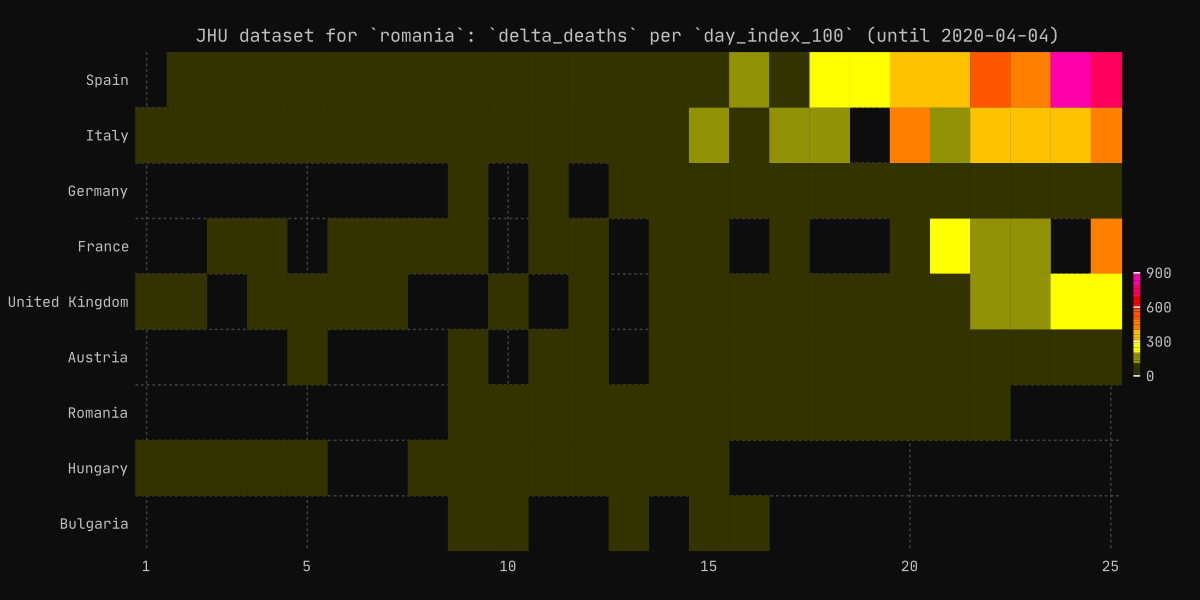 JHU dataset for `romania`: `delta_deaths` per `day_index_100` (until 2020-04-04)
Spain
Italy
Germany
France
United Kingdom
Austria
Romania
Hungary
Bulgaria
1 5 10 15 20 25
900
600
300
0